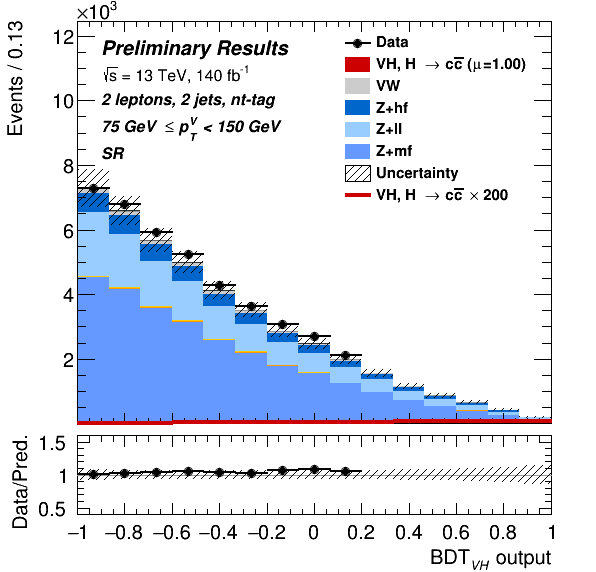 ×10³
Events / 0.13
12
10
8
6
4
2
Preliminary Results
√s = 13 TeV, 140 fb⁻¹
2 leptons, 2 jets, nt-tag
75 GeV ≤ p_T^V < 150 GeV
SR
Data
VH, H → cc̅ (μ=1.00)
VW
Z+hf
Z+ll
Z+mf
Uncertainty
VH, H → cc̅ × 200
Data/Pred.
1.5
1
0.5
−1 −0.8 −0.6 −0.4 −0.2 0 0.2 0.4 0.6 0.8 1
BDT_VH output